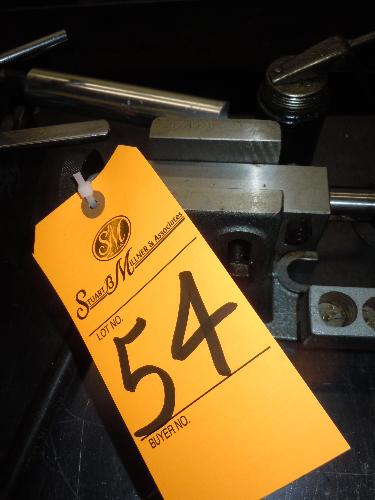 SM
STUART B MILLNER & Associates
LOT NO.
54
BUYER NO.